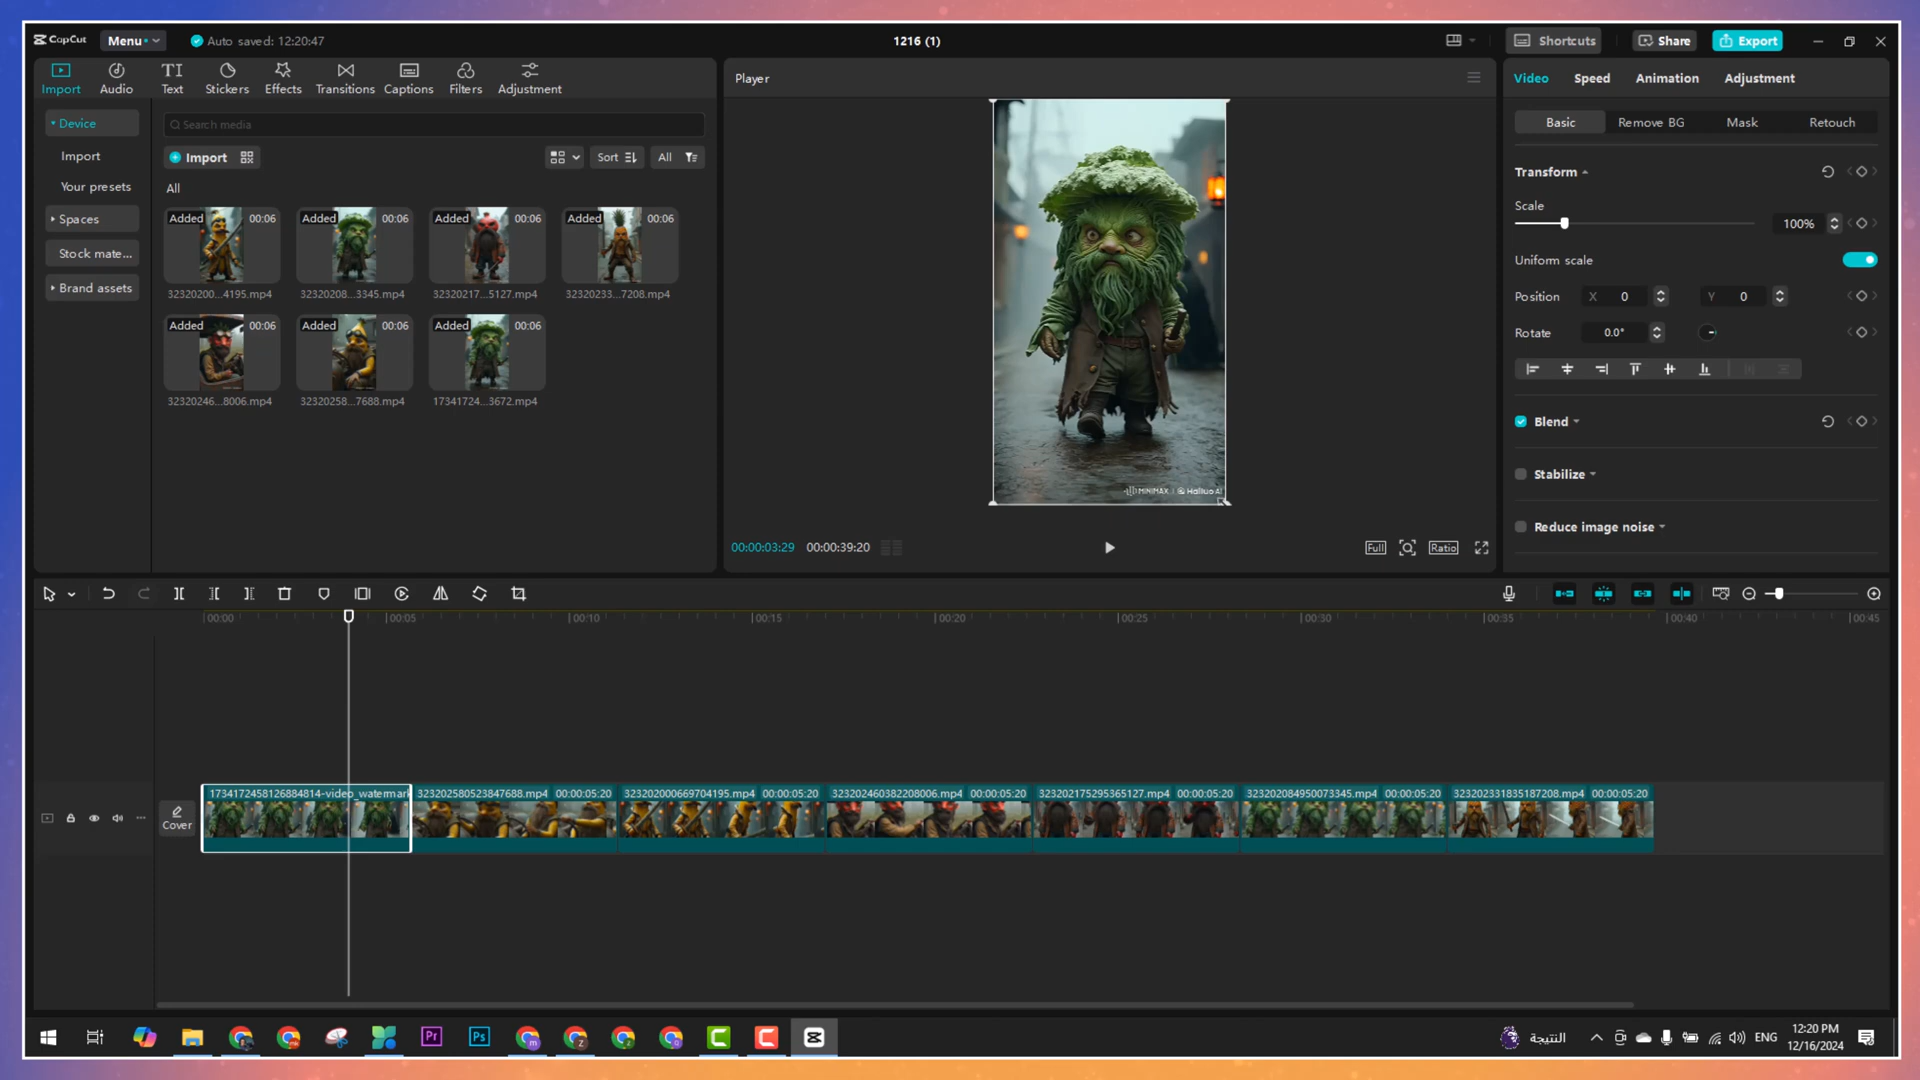 CapCut
Menu
Auto saved: 12:20:47
1216 (1)
Shortcuts
Share
Export
Import
Audio
TI
Text
Stickers
Effects
Transitions
Captions
Filters
Adjustment
Device
Import
Your presets
Spaces
Stock mate...
Brand assets
Search media
Import
Sort
All
All
Added 00:06
Added 00:06
Added 00:06
Added 00:06
32320200...4195.mp4
32320208...3345.mp4
32320217...5127.mp4
32320233...7208.mp4
Added 00:06
Added 00:06
Added 00:06
32320246...8006.mp4
32320258...7688.mp4
17341724...3672.mp4
Player
MINIMAX | Hailuo AI
00:00:03:29
00:00:39:20
Full
Ratio
Video
Speed
Animation
Adjustment
Basic
Remove BG
Mask
Retouch
Transform
Scale
100%
Uniform scale
Position
X 0
Y 0
Rotate
0.0°
Blend
Stabilize
Reduce image noise
00:00
00:05
00:10
00:15
00:20
00:25
00:30
00:35
00:40
00:45
Cover
1734172458126884814-video_watermark
323202580523847688.mp4 00:00:05:20
323202000669704195.mp4 00:00:05:20
323202460382208006.mp4 00:00:05:20
323202175295365127.mp4 00:00:05:20
323202084950073345.mp4 00:00:05:20
323202331835187208.mp4 00:00:05:20
Pr
Ps
m
Z
النتيجة
ENG
12:20 PM
12/16/2024